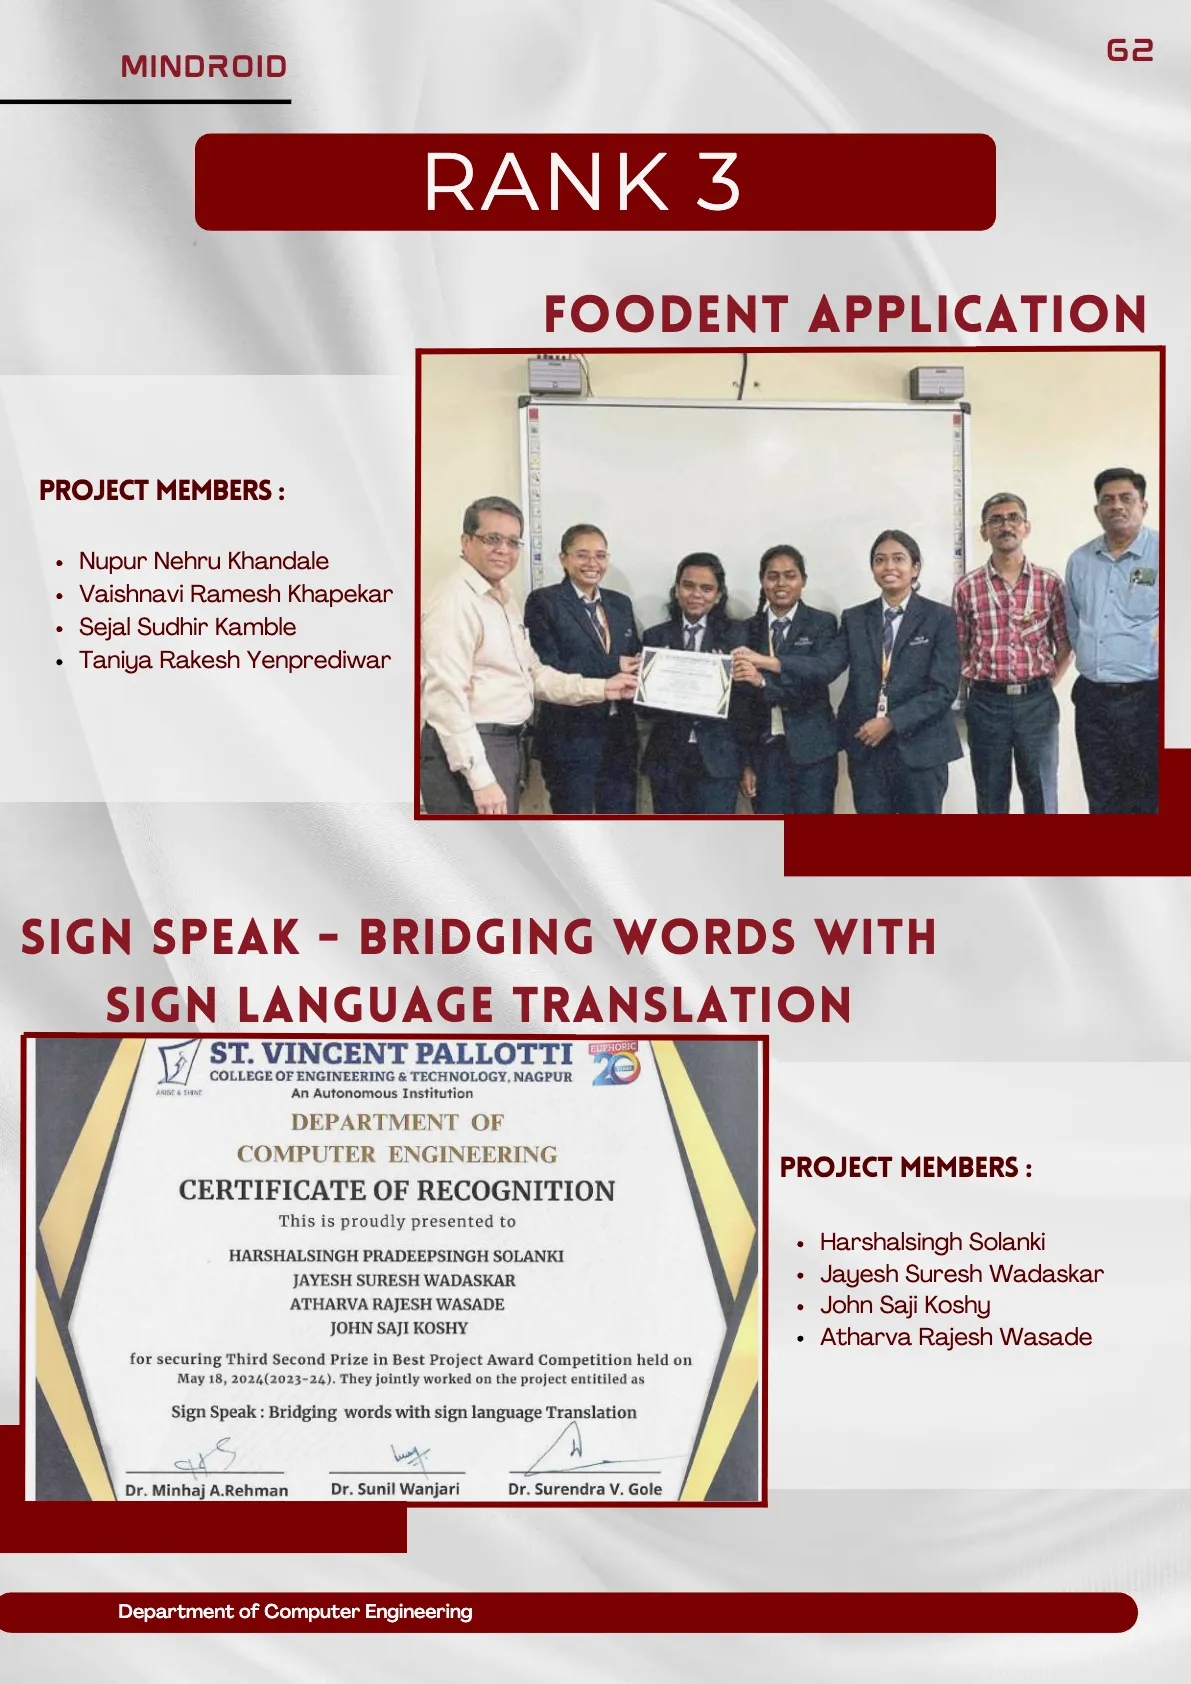 MINDROID
62
RANK 3
FOODENT APPLICATION
PROJECT MEMBERS :
• Nupur Nehru Khandale
• Vaishnavi Ramesh Khapekar
• Sejal Sudhir Kamble
• Taniya Rakesh Yenprediwar
SIGN SPEAK - BRIDGING WORDS WITH
SIGN LANGUAGE TRANSLATION
ST. VINCENT PALLOTTI
COLLEGE OF ENGINEERING & TECHNOLOGY, NAGPUR
An Autonomous Institution
ARISE & SHINE
EUPHORIC
20
YEARS
DEPARTMENT OF
COMPUTER ENGINEERING
CERTIFICATE OF RECOGNITION
This is proudly presented to
HARSHALSINGH PRADEEPSINGH SOLANKI
JAYESH SURESH WADASKAR
ATHARVA RAJESH WASADE
JOHN SAJI KOSHY
for securing Third Second Prize in Best Project Award Competition held on
May 18, 2024(2023-24). They jointly worked on the project entitiled as
Sign Speak : Bridging words with sign language Translation
Dr. Minhaj A.Rehman
Dr. Sunil Wanjari
Dr. Surendra V. Gole
PROJECT MEMBERS :
• Harshalsingh Solanki
• Jayesh Suresh Wadaskar
• John Saji Koshy
• Atharva Rajesh Wasade
Department of Computer Engineering